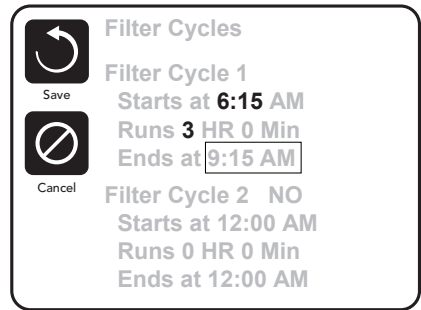 Filter Cycles
Filter Cycle 1
Save
Starts at 6:15 AM
Runs 3 HR 0 Min
Ends at 9:15 AM
Cancel
Filter Cycle 2 NO
Starts at 12:00 AM
Runs 0 HR 0 Min
Ends at 12:00 AM